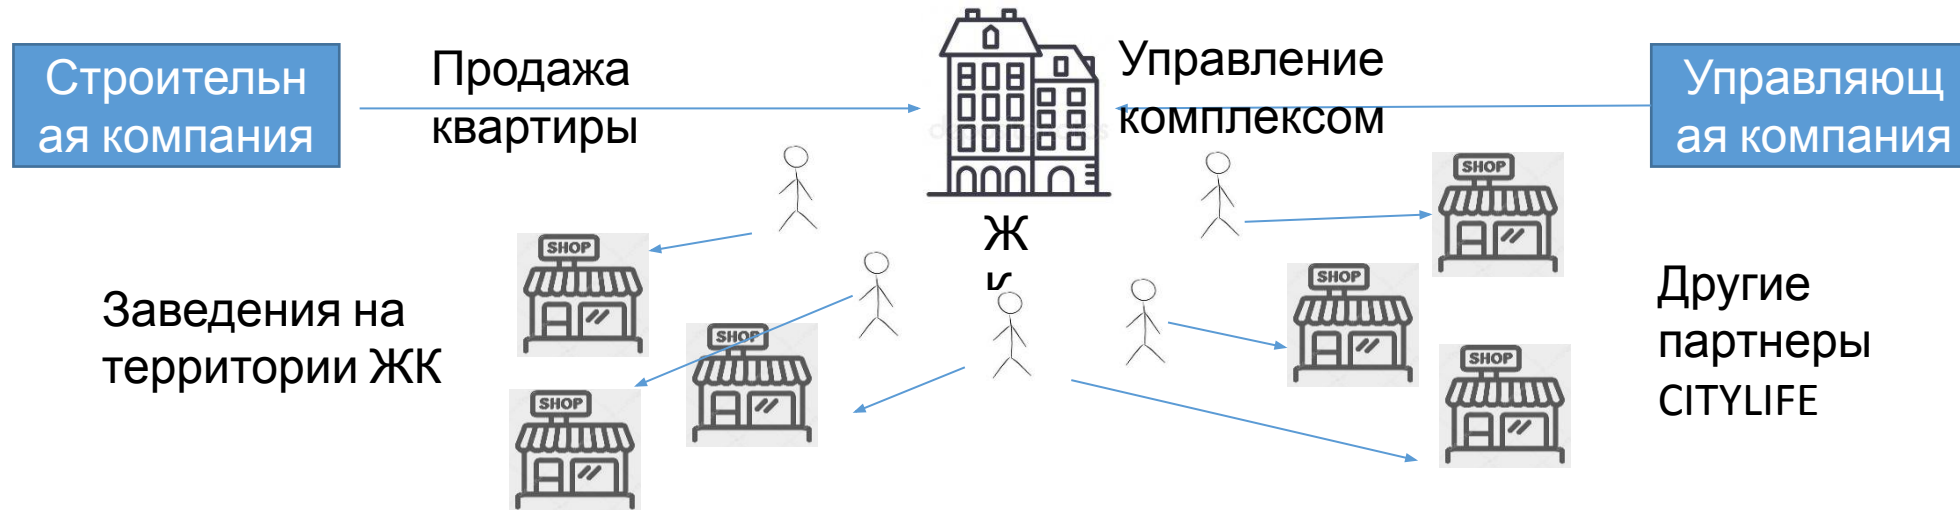 Строительн
ая компания
Продажа
квартиры
Управление
комплексом
Управляющ
ая компания
Ж
К
SHOP
SHOP
SHOP
SHOP
SHOP
SHOP
Заведения на
территории ЖК
Другие
партнеры
CITYLIFE